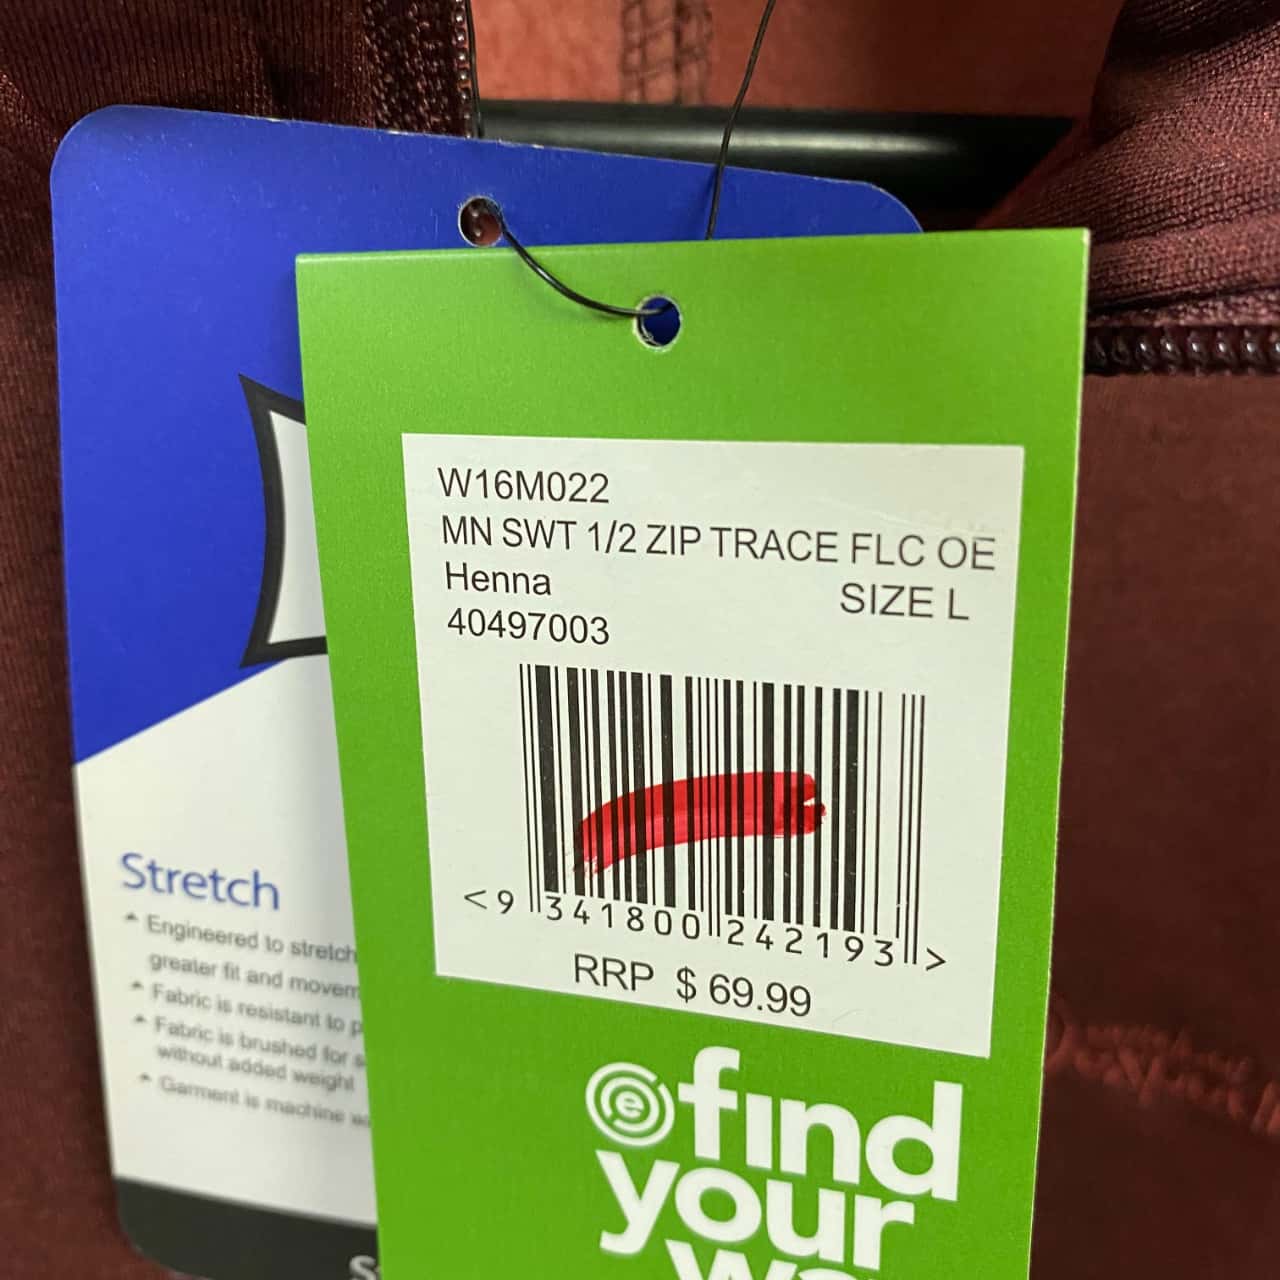 W16M022
MN SWT 1/2 ZIP TRACE FLC OE
Henna
SIZE L
40497003
<9 341800 242193>
RRP $ 69.99
e find
your
Stretch
Engineered to stretch
greater fit and movem
Fabric is resistant to p
Fabric is brushed for s
without added weight
Garment is machine